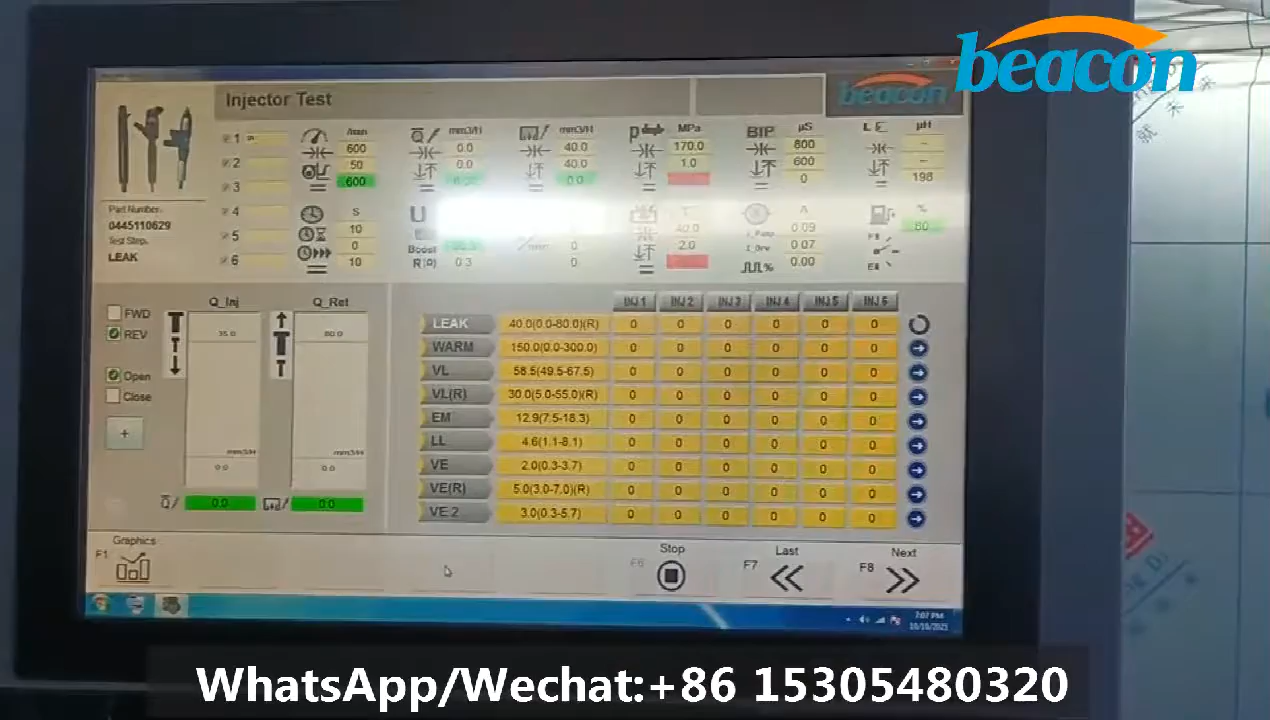 beacon
Injector Test
beacon
1
2
3
4
5
6
/min
600
50
600
mm3/H
0.0
0.0
mm3/H
40.0
40.0
0.0
MPa
170.0
1.0
BIP
µS
800
600
0
µH
198
Part Number
0445110629
Test Step.
LEAK
S
10
0
10
U
Boost
R(Ω)
0.3
0
0
40.0
2.0
A
0.09
0.07
0.00
%
80
FWD
REV
Open
Close
+
Q_Inj
35.0
mm3/H
0.0
0.0
Q_Ret
80.0
mm3/H
0.0
0.0
INJ 1 INJ 2 INJ 3 INJ 4 INJ 5 INJ 6
LEAK 40.0(0.0-80.0)(R) 0 0 0 0 0 0
WARM 150.0(0.0-300.0) 0 0 0 0 0 0
VL 58.5(49.5-67.5) 0 0 0 0 0 0
VL(R) 30.0(5.0-55.0)(R) 0 0 0 0 0 0
EM 12.9(7.5-18.3) 0 0 0 0 0 0
LL 4.6(1.1-8.1) 0 0 0 0 0 0
VE 2.0(0.3-3.7) 0 0 0 0 0 0
VE(R) 5.0(3.0-7.0)(R) 0 0 0 0 0 0
VE 2 3.0(0.3-5.7) 0 0 0 0 0 0
Graphics
F1
Stop
F6
Last
F7
Next
F8
7:07 PM
WhatsApp/Wechat:+86 15305480320